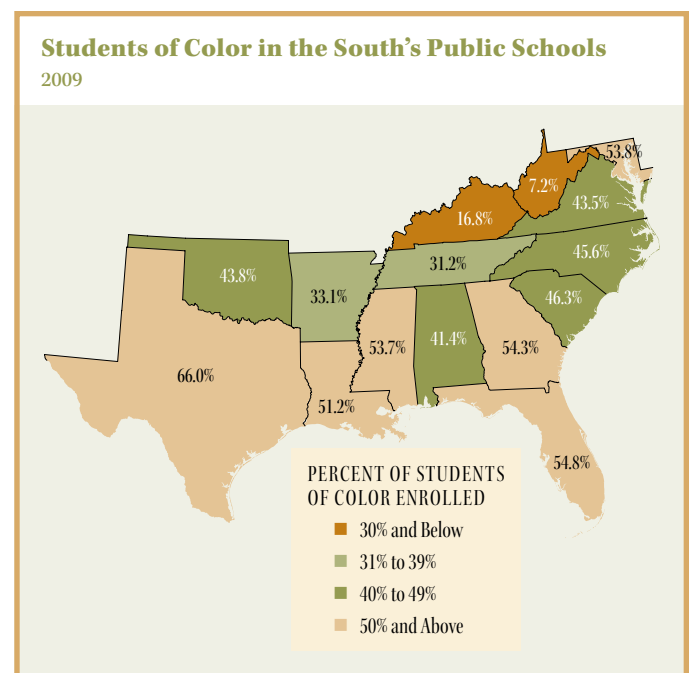 Students of Color in the South's Public Schools
2009
53.8%
7.2%
43.5%
16.8%
45.6%
31.2%
43.8%
33.1%
46.3%
53.7%
41.4%
54.3%
66.0%
51.2%
54.8%
PERCENT OF STUDENTS
OF COLOR ENROLLED
30% and Below
31% to 39%
40% to 49%
50% and Above